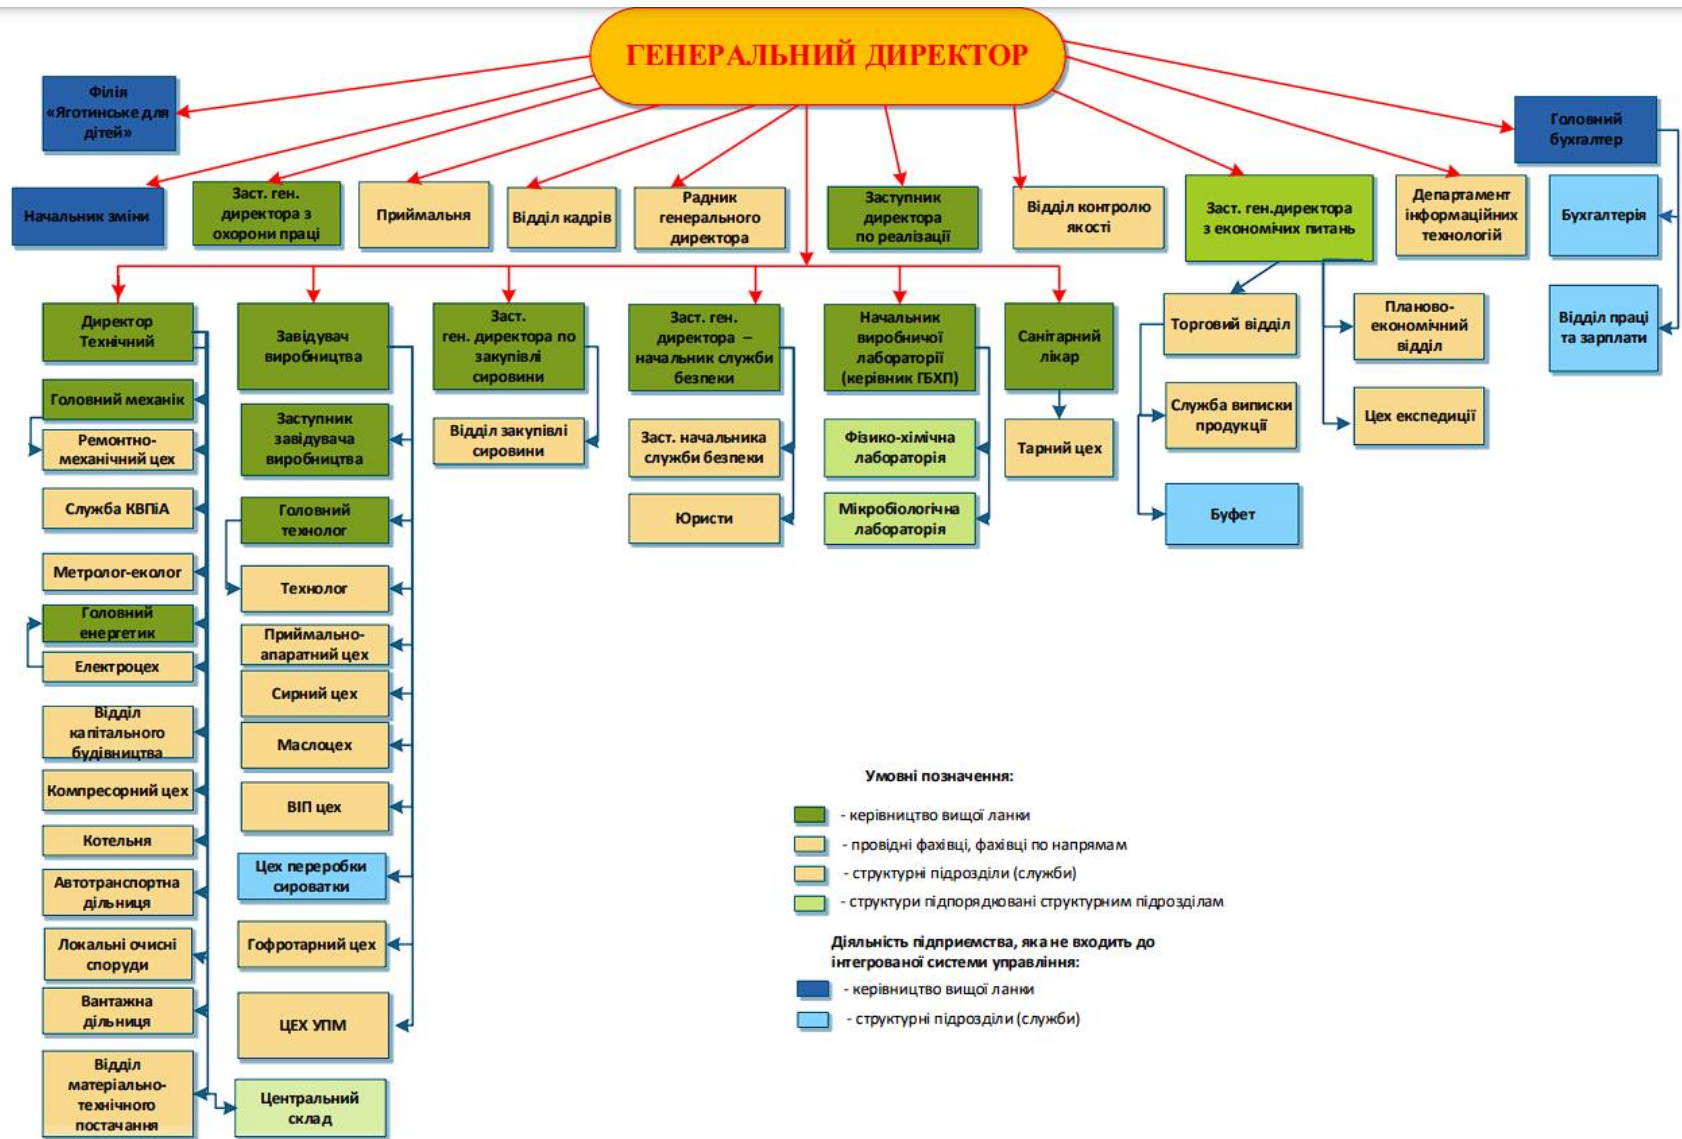 ГЕНЕРАЛЬНИЙ ДИРЕКТОР
Філія
«Яготинське для
дітей»
Головний
бухгалтер
Начальник зміни
Заст. ген.
директора з
охорони праці
Приймальня
Відділ кадрів
Радник
генерального
директора
Заступник
директора
по реалізації
Відділ контролю
якості
Заст. ген.директора
з економічих питань
Департамент
інформаційних
технологій
Бухгалтерія
Відділ праці
та зарплати
Директор
Технічний
Головний механік
Ремонтно-
механічний цех
Служба КВПіА
Метролог-еколог
Головний
енергетик
Електроцех
Відділ
капітального
будівництва
Компресорний цех
Котельня
Автотранспортна
дільниця
Локальні очисні
споруди
Вантажна
дільниця
Відділ
матеріально-
технічного
постачання
Завідувач
виробництва
Заступник
завідувача
виробництва
Головний
технолог
Технолог
Приймально-
апаратний цех
Сирний цех
Маслоцех
ВІП цех
Цех переробки
сироватки
Гофротарний цех
ЦЕХ УПМ
Центральний
склад
Заст.
ген. директора по
закупівлі
сировини
Відділ закупівлі
сировини
Заст. ген.
директора –
начальник служби
безпеки
Заст. начальника
служби безпеки
Юристи
Начальник
виробничої
лабораторії
(керівник ГБХП)
Фізико-хімічна
лабораторія
Мікробіологічна
лабораторія
Санітарний
лікар
Тарний цех
Торговий відділ
Служба виписки
продукції
Буфет
Планово-
економічний
відділ
Цех експедиції
Умовні позначення:
- керівництво вищої ланки
- провідні фахівці, фахівці по напрямам
- структурні підрозділи (служби)
- структури підпорядковані структурним підрозділам
Діяльність підприємства, яка не входить до
інтегрованої системи управління:
- керівництво вищої ланки
- структурні підрозділи (служби)